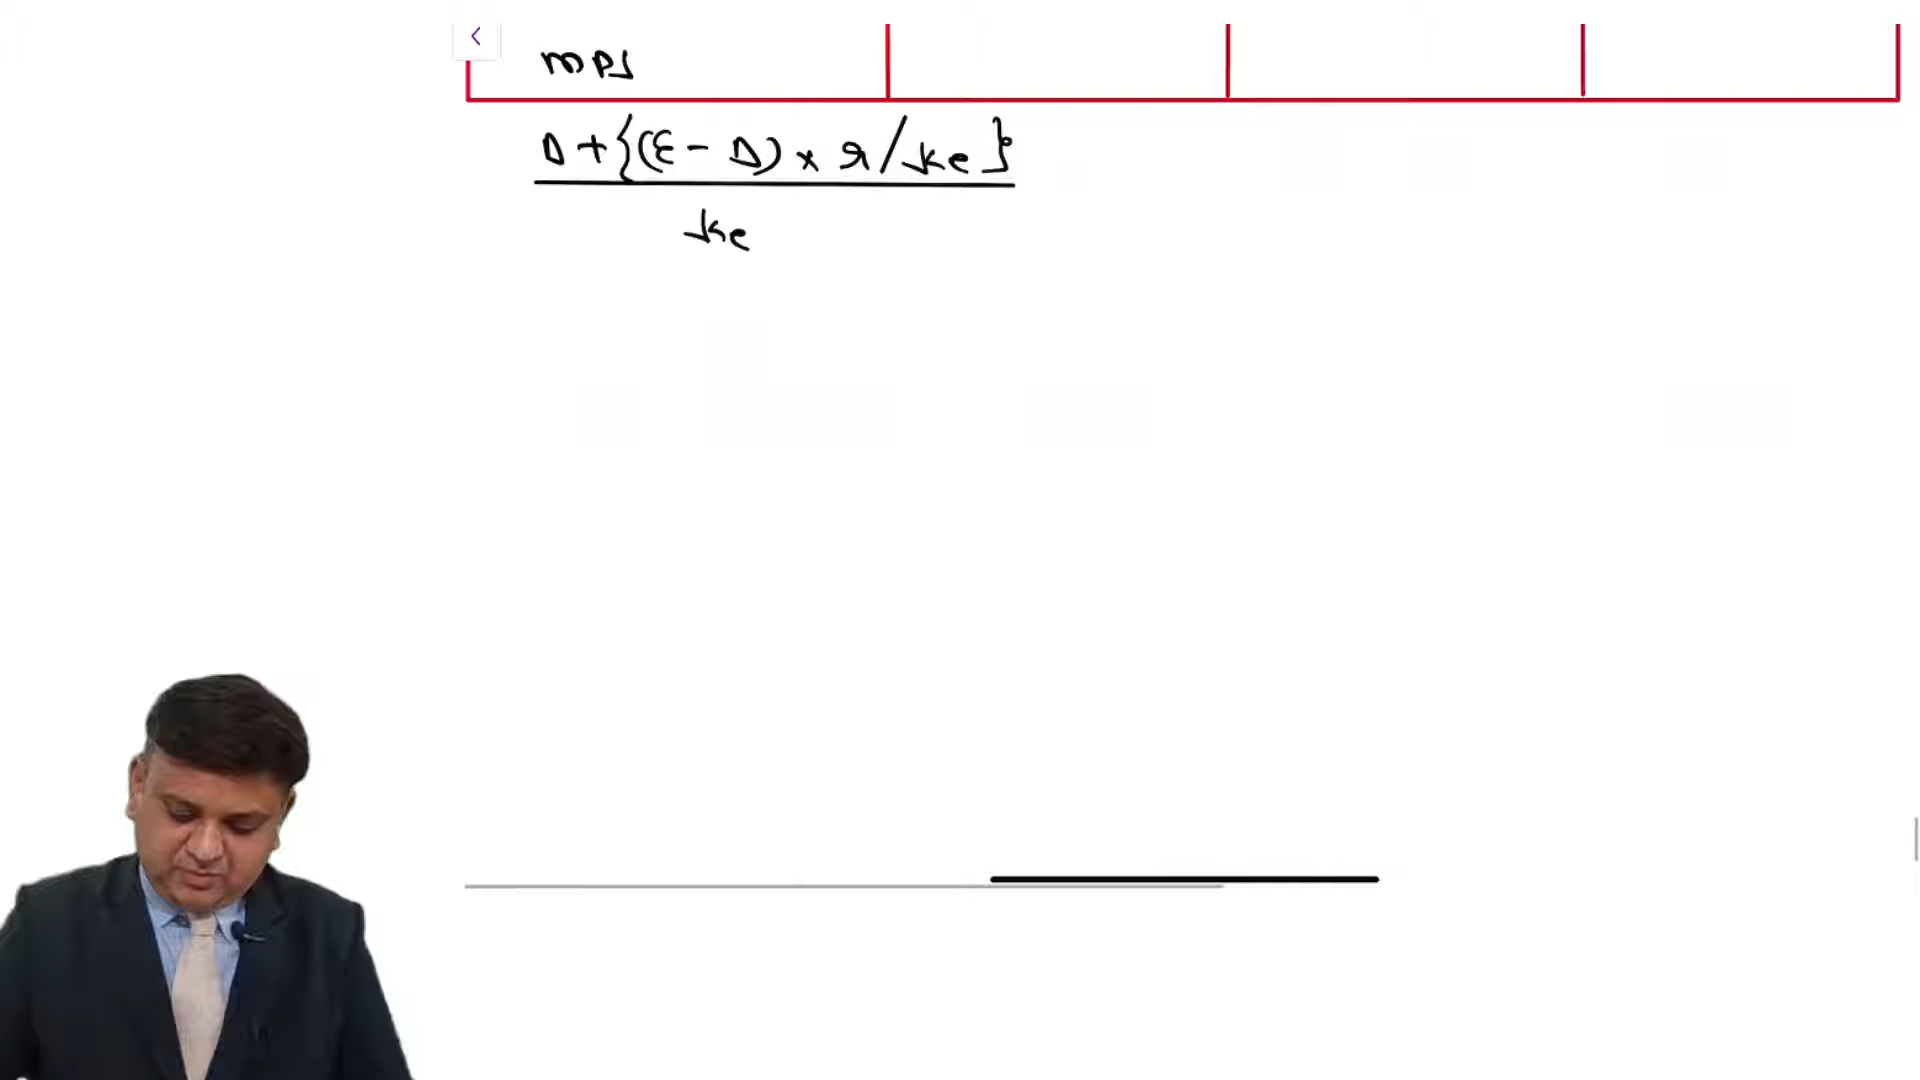 MPS
D + {(E - D) × r/ke}
ke